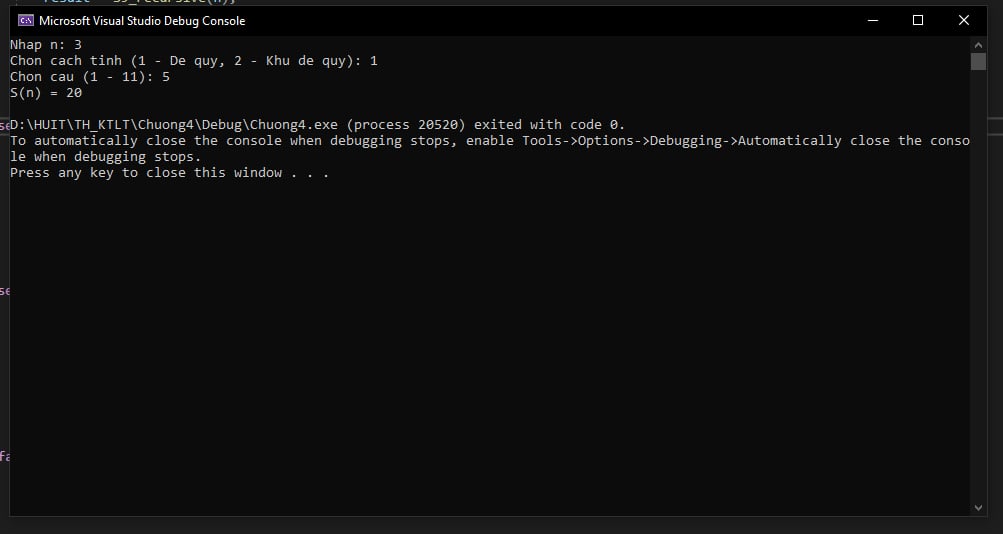 Microsoft Visual Studio Debug Console
Nhap n: 3
Chon cach tinh (1 - De quy, 2 - Khu de quy): 1
Chon cau (1 - 11): 5
S(n) = 20
D:\HUIT\TH_KTLT\Chuong4\Debug\Chuong4.exe (process 20520) exited with code 0.
To automatically close the console when debugging stops, enable Tools->Options->Debugging->Automatically close the conso
le when debugging stops.
Press any key to close this window . . .